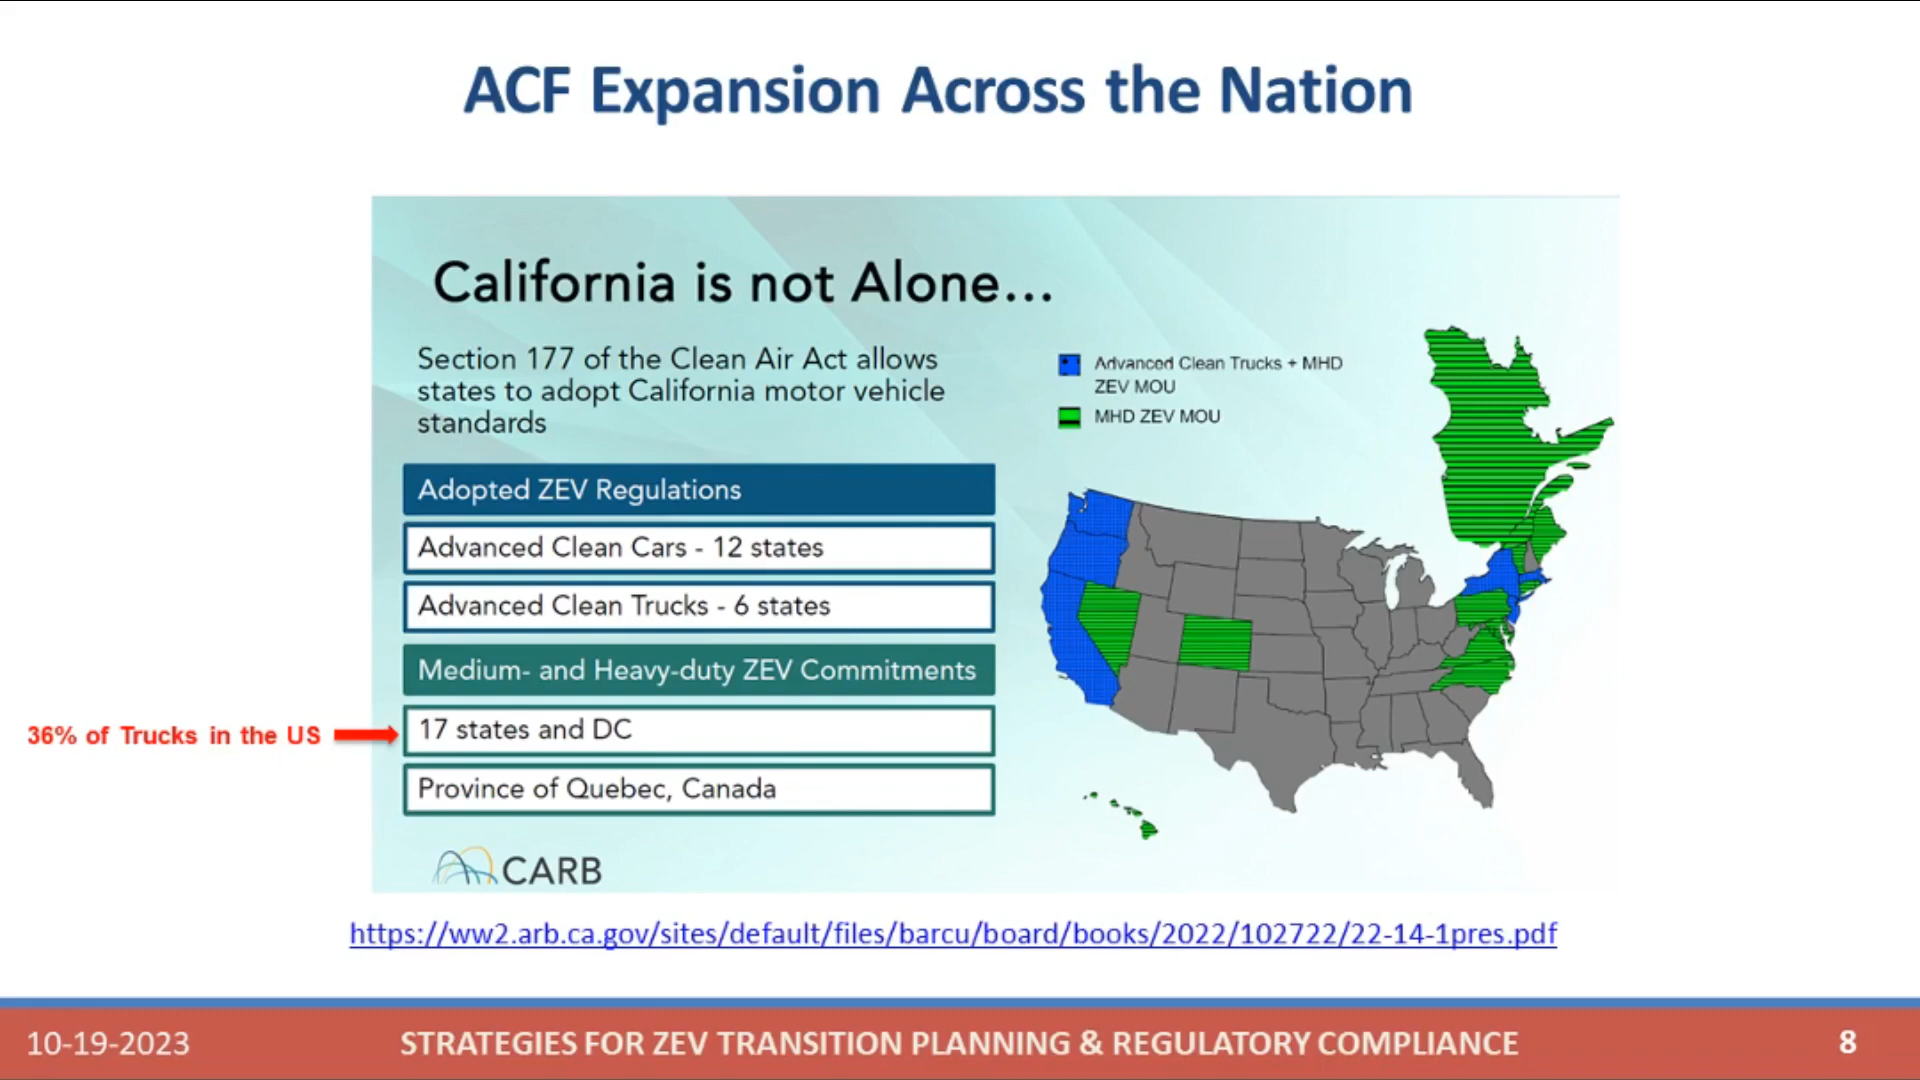 ACF Expansion Across the Nation
California is not Alone...
Section 177 of the Clean Air Act allows
states to adopt California motor vehicle
standards
Adopted ZEV Regulations
Advanced Clean Cars - 12 states
Advanced Clean Trucks - 6 states
Medium- and Heavy-duty ZEV Commitments
36% of Trucks in the US
17 states and DC
Province of Quebec, Canada
CARB
Advanced Clean Trucks + MHD
ZEV MOU
MHD ZEV MOU
https://ww2.arb.ca.gov/sites/default/files/barcu/board/books/2022/102722/22-14-1pres.pdf
10-19-2023
STRATEGIES FOR ZEV TRANSITION PLANNING & REGULATORY COMPLIANCE
8